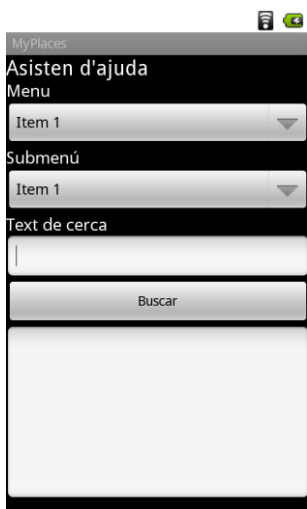 MyPlaces
Asisten d'ajuda
Menu
Item 1
Submenú
Item 1
Text de cerca
Buscar